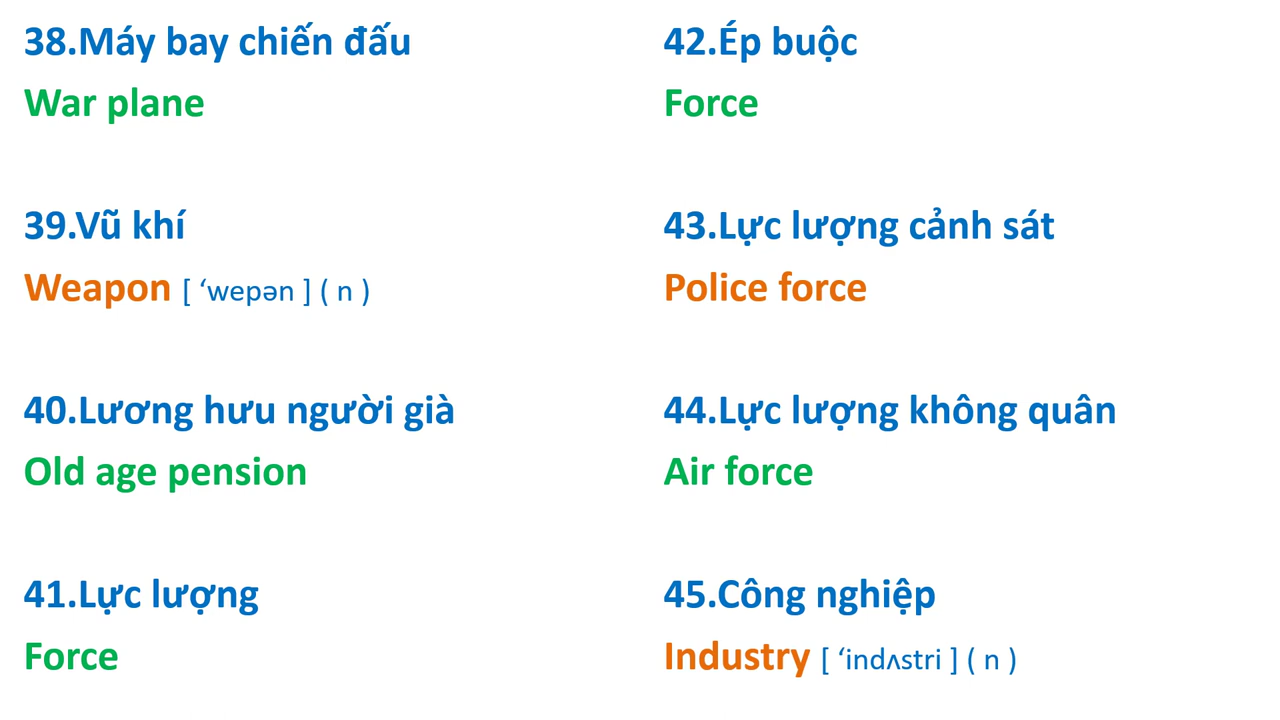 38.Máy bay chiến đấu
War plane
39.Vũ khí
Weapon [ ‘wepən ] ( n )
40.Lương hưu người già
Old age pension
41.Lực lượng
Force
42.Ép buộc
Force
43.Lực lượng cảnh sát
Police force
44.Lực lượng không quân
Air force
45.Công nghiệp
Industry [ ‘indʌstri ] ( n )